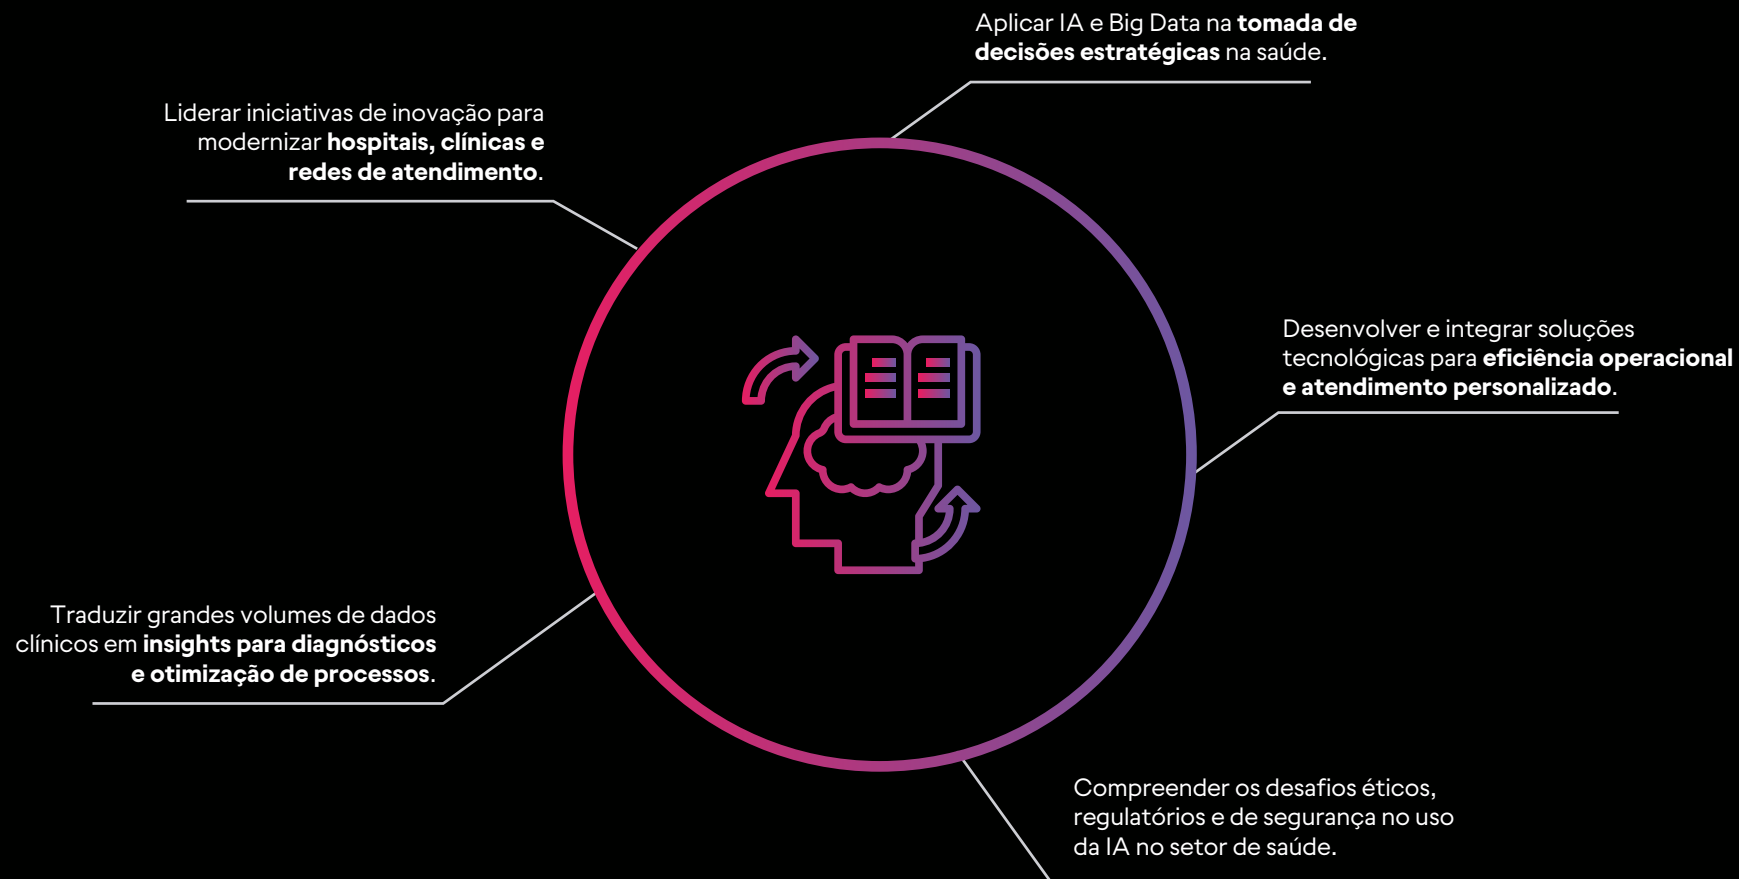 Aplicar IA e Big Data na tomada de
decisões estratégicas na saúde.
Liderar iniciativas de inovação para
modernizar hospitais, clínicas e
redes de atendimento.
Desenvolver e integrar soluções
tecnológicas para eficiência operacional
e atendimento personalizado.
Traduzir grandes volumes de dados
clínicos em insights para diagnósticos
e otimização de processos.
Compreender os desafios éticos,
regulatórios e de segurança no uso
da IA no setor de saúde.